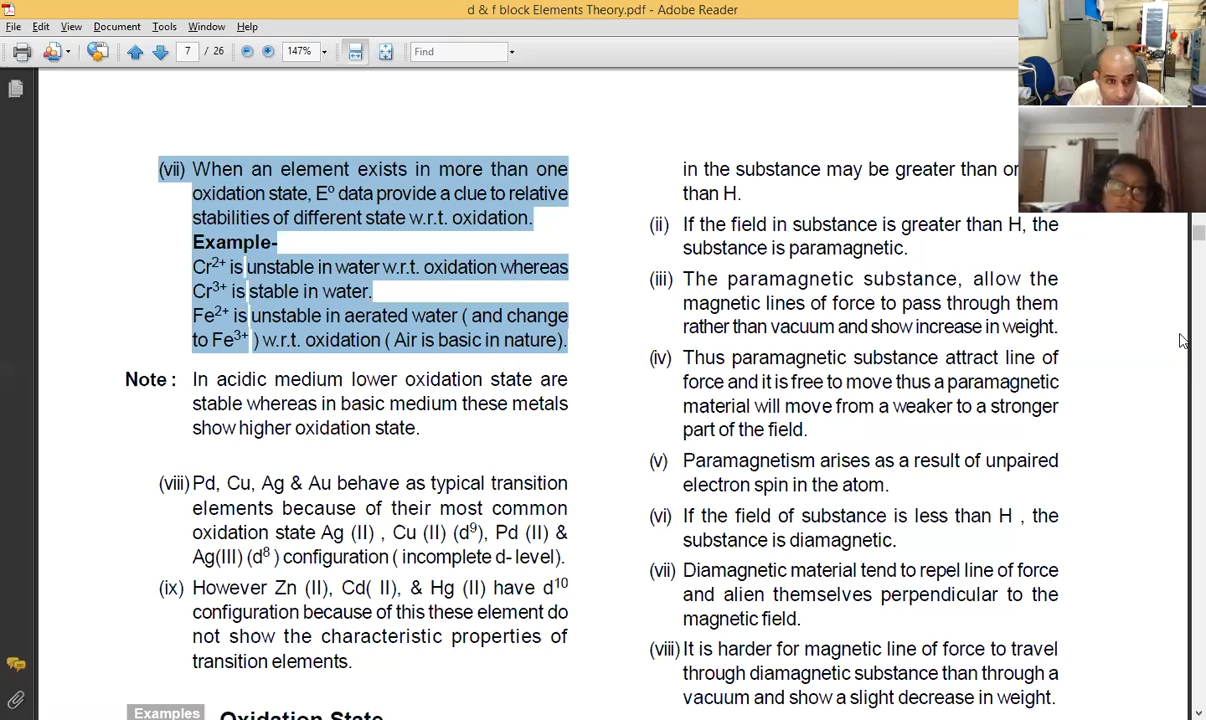 d & f block Elements Theory.pdf - Adobe Reader
File Edit View Document Tools Window Help
7 / 26 147% Find
(vii) When an element exists in more than one
oxidation state, Eº data provide a clue to relative
stabilities of different state w.r.t. oxidation.
Example-
Cr²⁺ is unstable in water w.r.t. oxidation whereas
Cr³⁺ is stable in water.
Fe²⁺ is unstable in aerated water ( and change
to Fe³⁺ ) w.r.t. oxidation ( Air is basic in nature).
Note : In acidic medium lower oxidation state are
stable whereas in basic medium these metals
show higher oxidation state.
(viii) Pd, Cu, Ag & Au behave as typical transition
elements because of their most common
oxidation state Ag (II) , Cu (II) (d⁹), Pd (II) &
Ag(III) (d⁸ ) configuration ( incomplete d- level).
(ix) However Zn (II), Cd( II), & Hg (II) have d¹⁰
configuration because of this these element do
not show the characteristic properties of
transition elements.
Examples Oxidation State
in the substance may be greater than or
than H.
(ii) If the field in substance is greater than H, the
substance is paramagnetic.
(iii) The paramagnetic substance, allow the
magnetic lines of force to pass through them
rather than vacuum and show increase in weight.
(iv) Thus paramagnetic substance attract line of
force and it is free to move thus a paramagnetic
material will move from a weaker to a stronger
part of the field.
(v) Paramagnetism arises as a result of unpaired
electron spin in the atom.
(vi) If the field of substance is less than H , the
substance is diamagnetic.
(vii) Diamagnetic material tend to repel line of force
and alien themselves perpendicular to the
magnetic field.
(viii) It is harder for magnetic line of force to travel
through diamagnetic substance than through a
vacuum and show a slight decrease in weight.